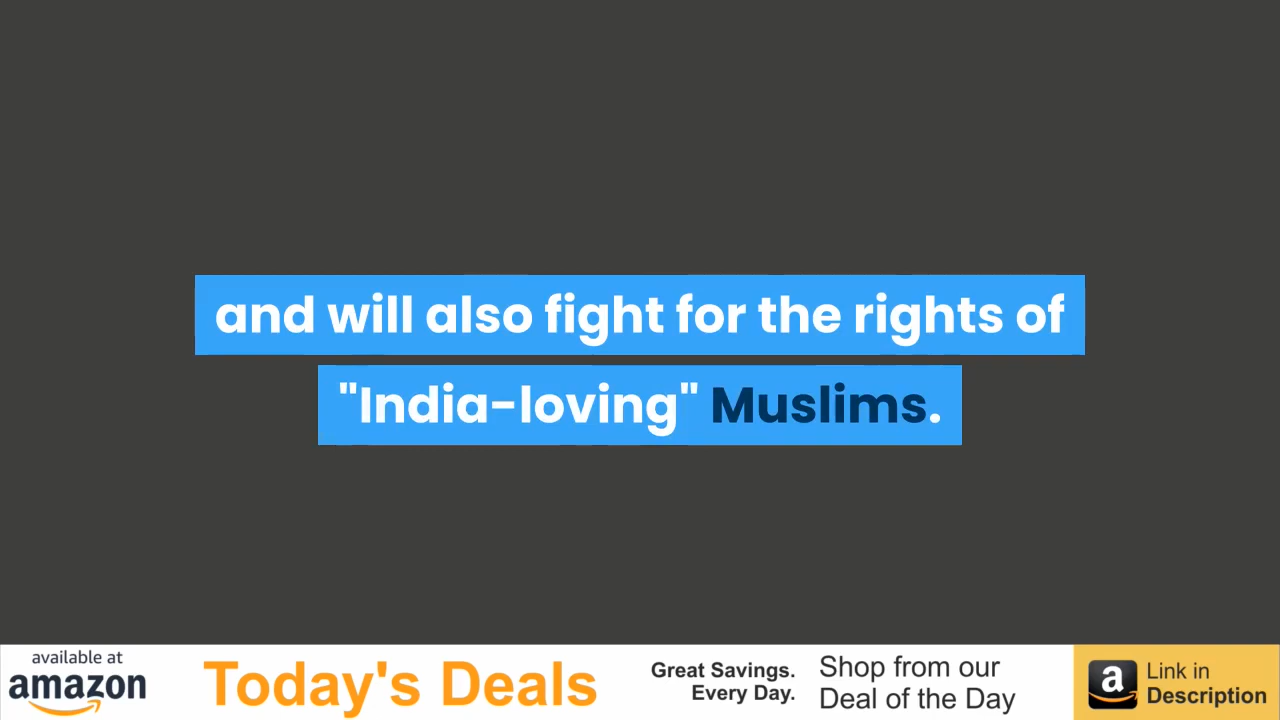 and will also fight for the rights of
"India-loving" Muslims.
available at
amazon
Today's Deals
Great Savings.
Every Day.
Shop from our
Deal of the Day
a
Link in
Description